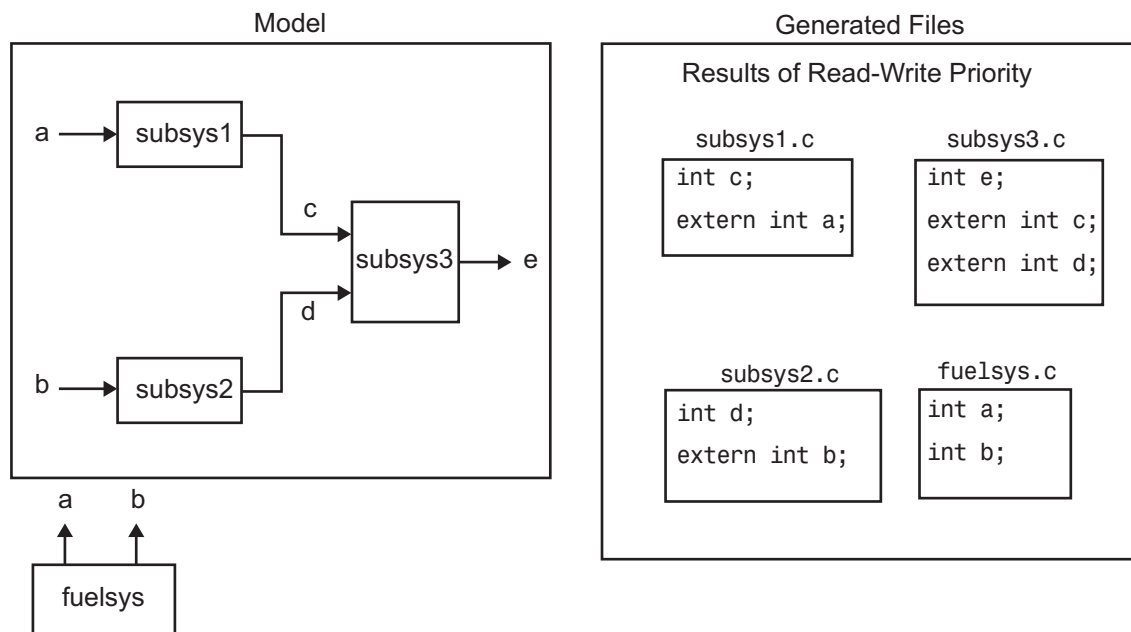 Model
a
subsys1
c
subsys3
e
d
b
subsys2
a
b
fuelsys
Generated Files
Results of Read-Write Priority
subsys1.c
int c;
extern int a;
subsys3.c
int e;
extern int c;
extern int d;
subsys2.c
int d;
extern int b;
fuelsys.c
int a;
int b;